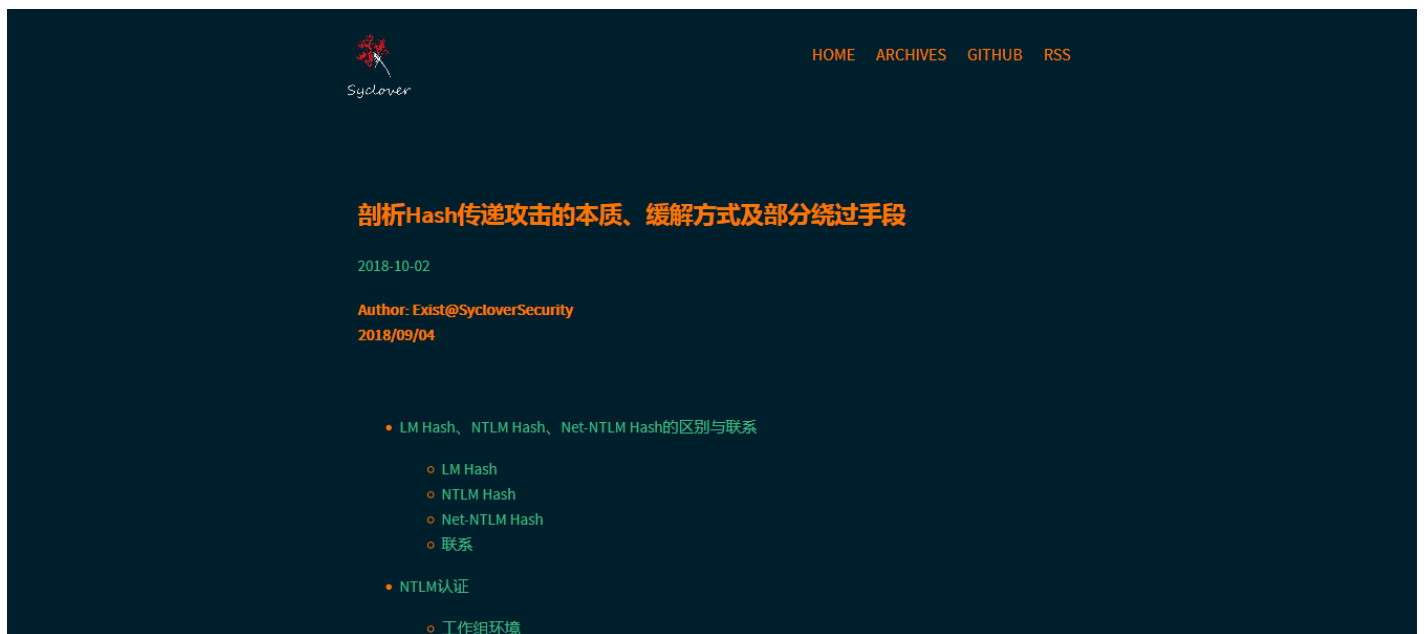 Syclover
HOME ARCHIVES GITHUB RSS
剖析Hash传递攻击的本质、缓解方式及部分绕过手段
2018-10-02
Author: Exist@SycloverSecurity
2018/09/04
LM Hash、NTLM Hash、Net-NTLM Hash的区别与联系
LM Hash
NTLM Hash
Net-NTLM Hash
联系
NTLM认证
工作组环境